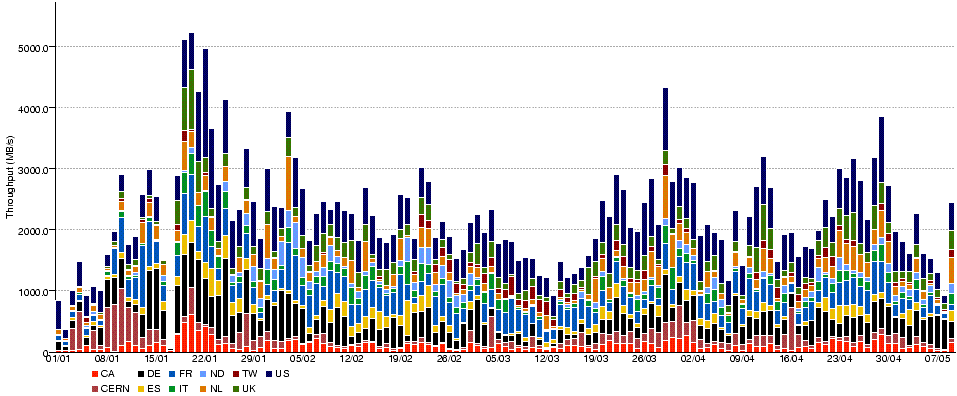 5000.0
4000.0
Throughput (MB/s)
3000.0
2000.0
1000.0
0
01/01 08/01 15/01 22/01 29/01 05/02 12/02 19/02 26/02 05/03 12/03 19/03 26/03 02/04 09/04 16/04 23/04 30/04 07/05
CA DE FR ND TW US
CERN ES IT NL UK